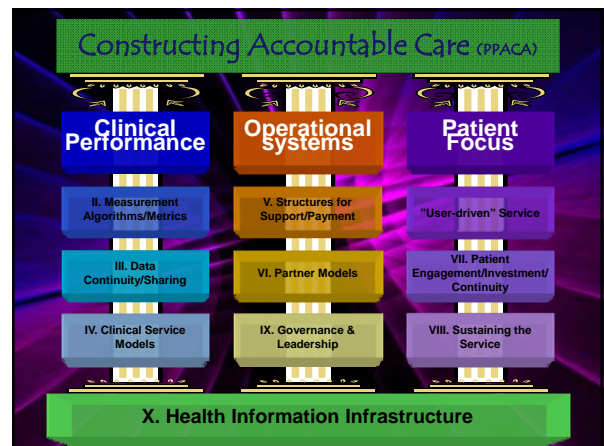 Constructing Accountable Care (PPACA)
Clinical
Performance
II. Measurement
Algorithms/Metrics
III. Data
Continuity/Sharing
IV. Clinical Service
Models
Operational
systems
V. Structures for
Support/Payment
VI. Partner Models
IX. Governance &
Leadership
Patient
Focus
"User-driven" Service
VII. Patient
Engagement/Investment/
Continuity
VIII. Sustaining the
Service
X. Health Information Infrastructure